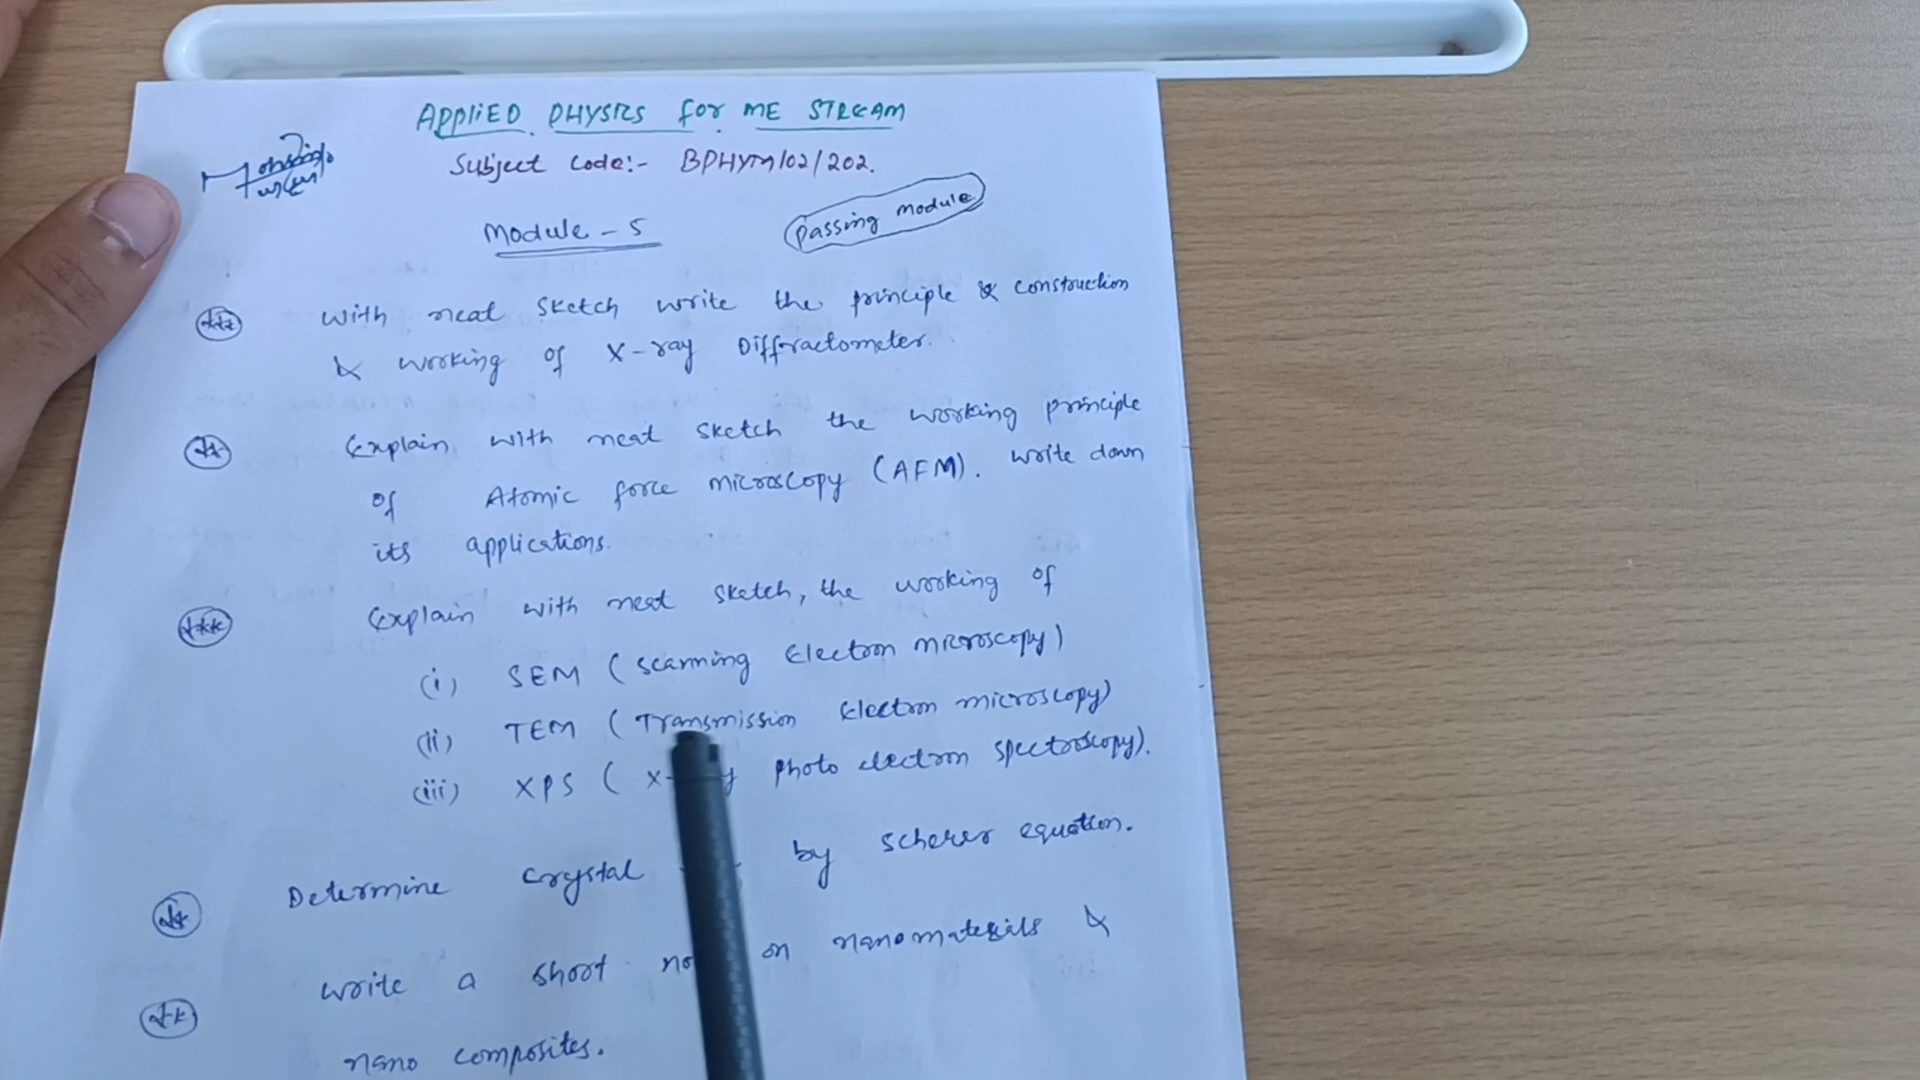 APPLIED PHYSICS for ME STREAM
Subject Code:- BPHYM102/202.
Module - 5
passing module
With neat sketch write the principle & construction
& working of X-ray Diffractometer.
Explain with neat sketch the working principle
of Atomic force microscopy (AFM). Write down
its applications.
Explain with neat sketch, the working of
(i) SEM (Scanning Electron microscopy)
(ii) TEM (Transmission Electron microscopy)
(iii) XPS ( photo electron spectroscopy).
Determine crystal by scherer equation.
write a short on nanomaterials &
nano composites.